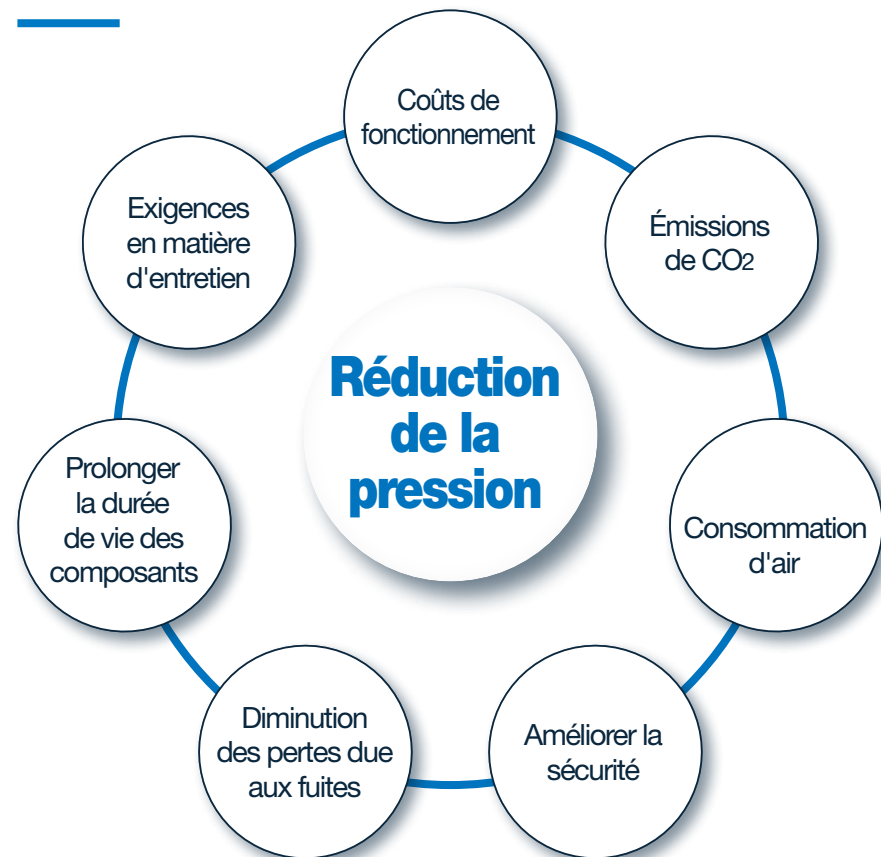 Coûts de
fonctionnement
Émissions
de CO2
Consommation
d'air
Améliorer la
sécurité
Diminution
des pertes due
aux fuites
Prolonger
la durée
de vie des
composants
Exigences
en matière
d'entretien
Réduction
de la
pression